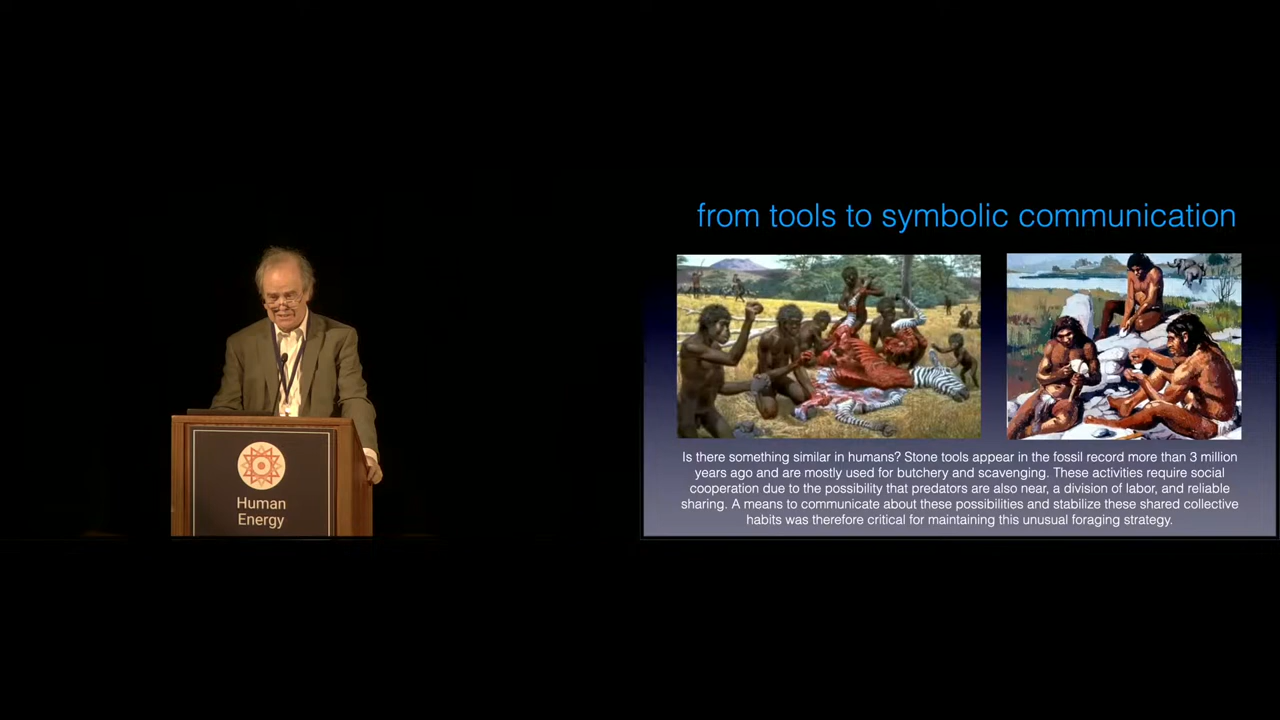 from tools to symbolic communication
Is there something similar in humans? Stone tools appear in the fossil record more than 3 million
years ago and are mostly used for butchery and scavenging. These activities require social
cooperation due to the possibility that predators are also near, a division of labor, and reliable
sharing. A means to communicate about these possibilities and stabilize these shared collective
habits was therefore critical for maintaining this unusual foraging strategy.
Human
Energy